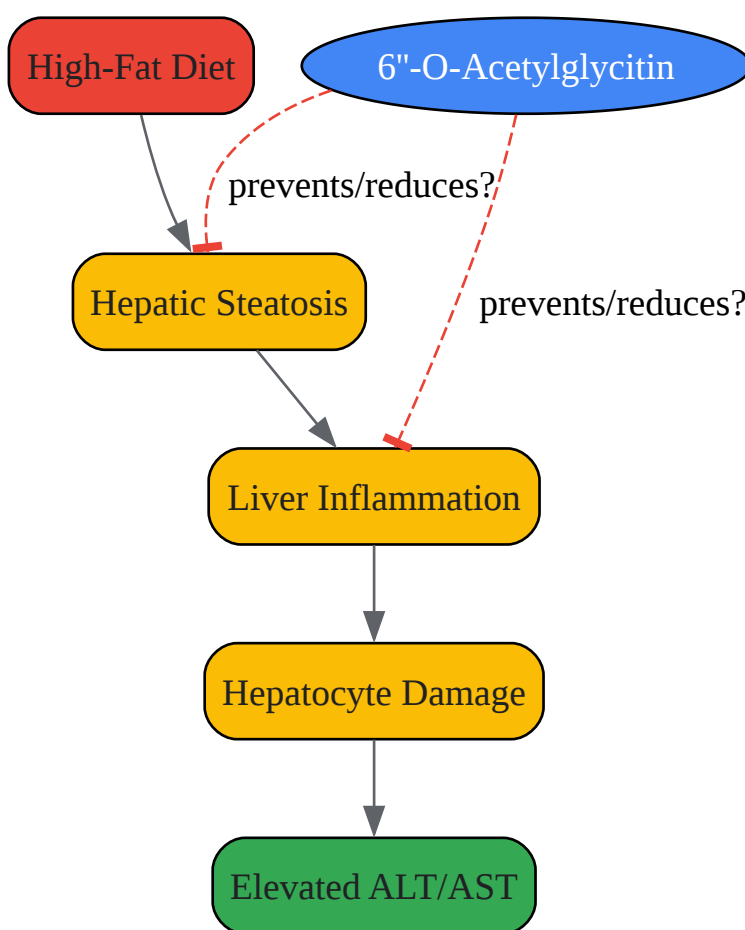 High-Fat Diet
6"-O-Acetylglycitin
prevents/reduces?
Hepatic Steatosis
prevents/reduces?
Liver Inflammation
Hepatocyte Damage
Elevated ALT/AST